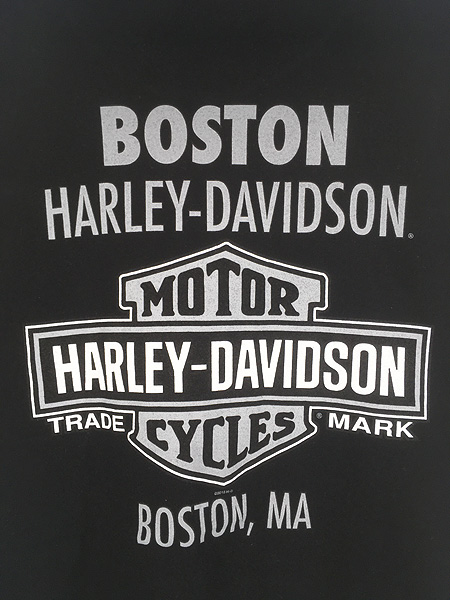 BOSTON
HARLEY-DAVIDSON®
MOTOR
HARLEY-DAVIDSON
TRADE ® MARK
CYCLES
BOSTON, MA